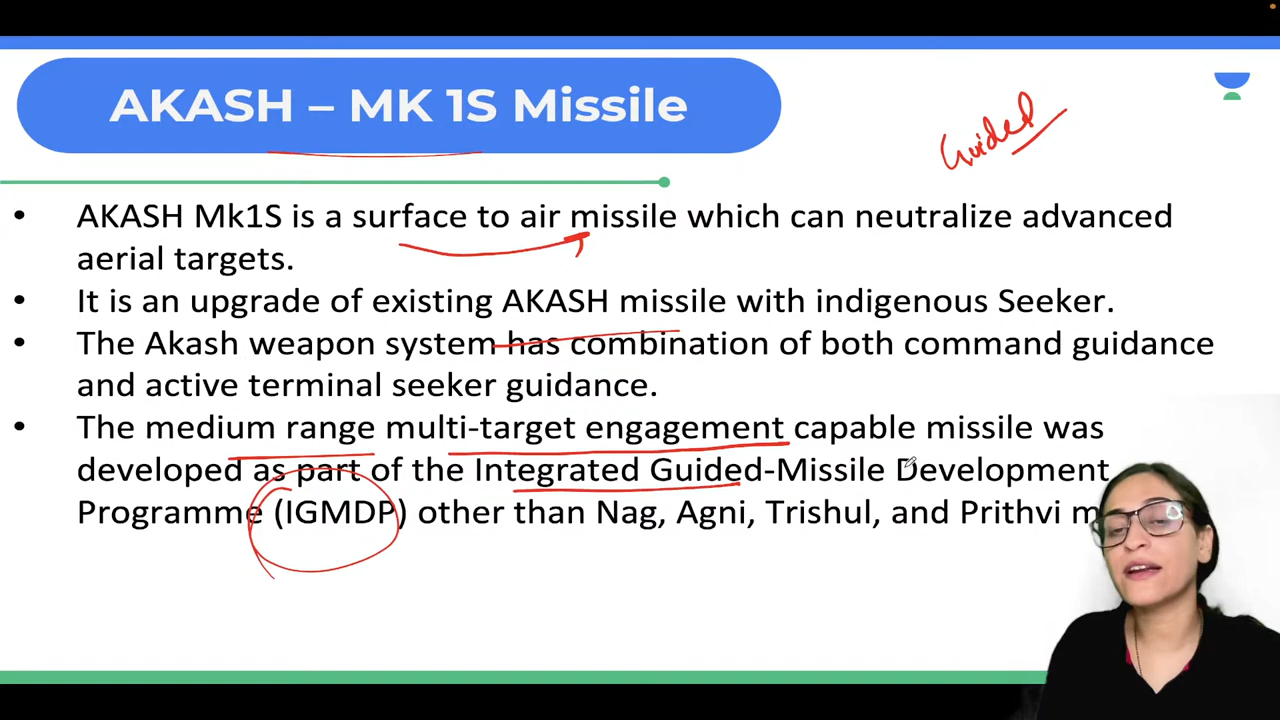 AKASH – MK 1S Missile
Guided
• AKASH Mk1S is a surface to air missile which can neutralize advanced
aerial targets.
• It is an upgrade of existing AKASH missile with indigenous Seeker.
• The Akash weapon system has combination of both command guidance
and active terminal seeker guidance.
• The medium range multi-target engagement capable missile was
developed as part of the Integrated Guided-Missile Development
Programme (IGMDP) other than Nag, Agni, Trishul, and Prithvi